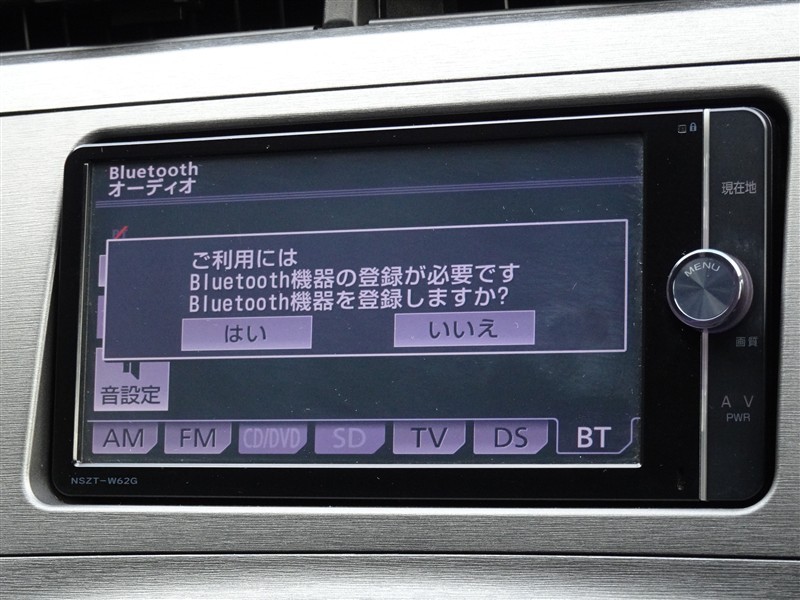 Bluetooth
オーディオ
ご利用には
Bluetooth機器の登録が必要です
Bluetooth機器を登録しますか?
はい
いいえ
音設定
AM
FM
CD/DVD
SD
TV
DS
BT
NSZT-W62G
現在地
MENU
画質
A V
PWR